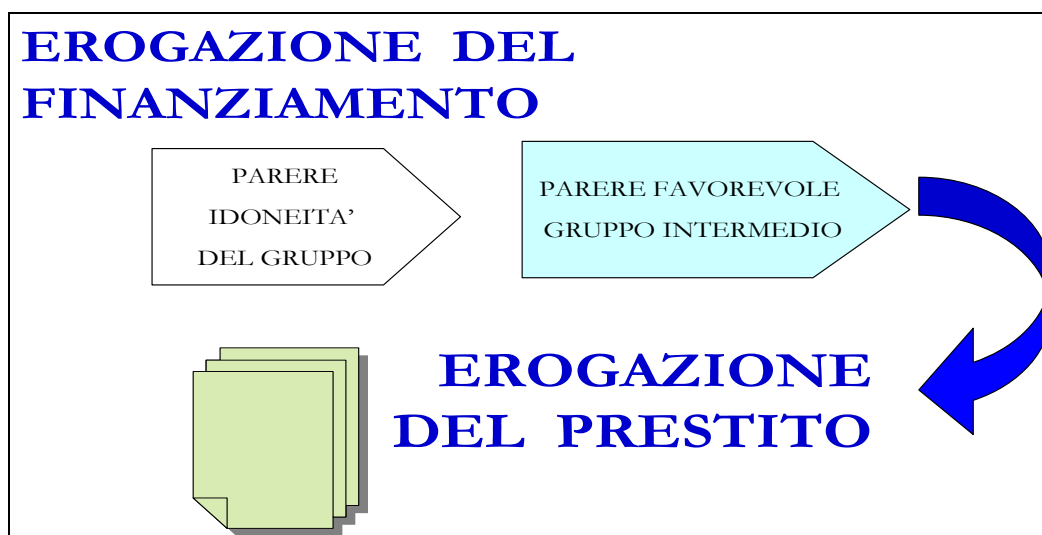 EROGAZIONE DEL
FINANZIAMENTO
PARERE
IDONEITA’
DEL GRUPPO
PARERE FAVOREVOLE
GRUPPO INTERMEDIO
EROGAZIONE
DEL PRESTITO